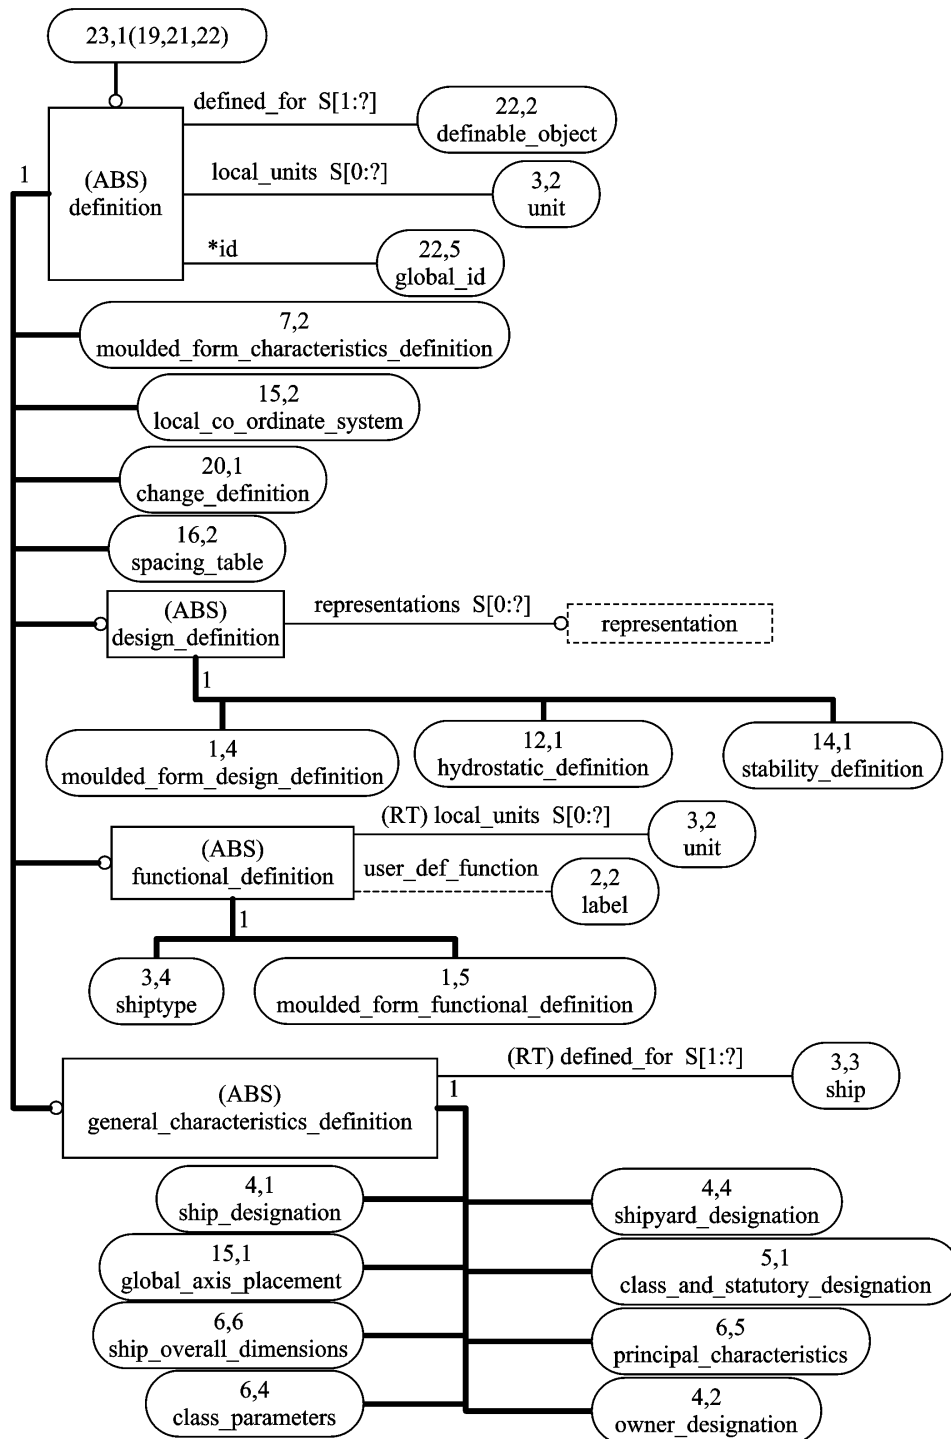 23,1(19,21,22)
defined_for S[1:?]
22,2
definable_object
1
(ABS)
definition
local_units S[0:?]
3,2
unit
*id
22,5
global_id
7,2
moulded_form_characteristics_definition
15,2
local_co_ordinate_system
20,1
change_definition
16,2
spacing_table
(ABS)
design_definition
representations S[0:?]
representation
1
1,4
moulded_form_design_definition
12,1
hydrostatic_definition
14,1
stability_definition
(ABS)
functional_definition
(RT) local_units S[0:?]
3,2
unit
user_def_function
2,2
label
1
3,4
shiptype
1,5
moulded_form_functional_definition
(ABS)
general_characteristics_definition
(RT) defined_for S[1:?]
3,3
ship
1
4,1
ship_designation
4,4
shipyard_designation
15,1
global_axis_placement
5,1
class_and_statutory_designation
6,6
ship_overall_dimensions
6,5
principal_characteristics
6,4
class_parameters
4,2
owner_designation